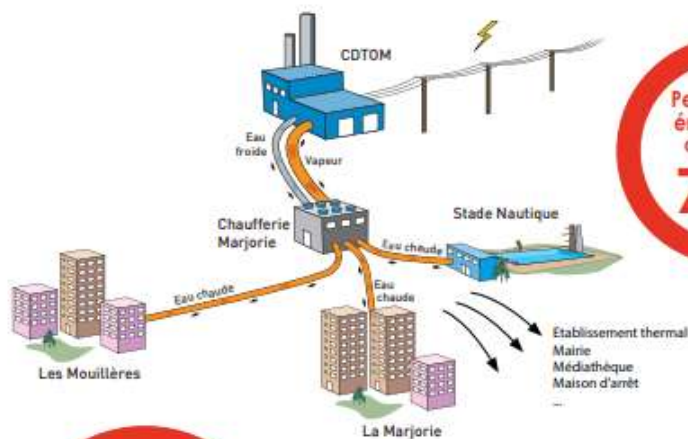 CDTOM
Eau
froide
Vapeur
Chaufferie
Marjorie
Stade Nautique
Eau chaude
Eau chaude
Eau
chaude
Etablissement thermal
Mairie
Médiathèque
Maison d'arrêt
...
Les Mouillères
La Marjorie